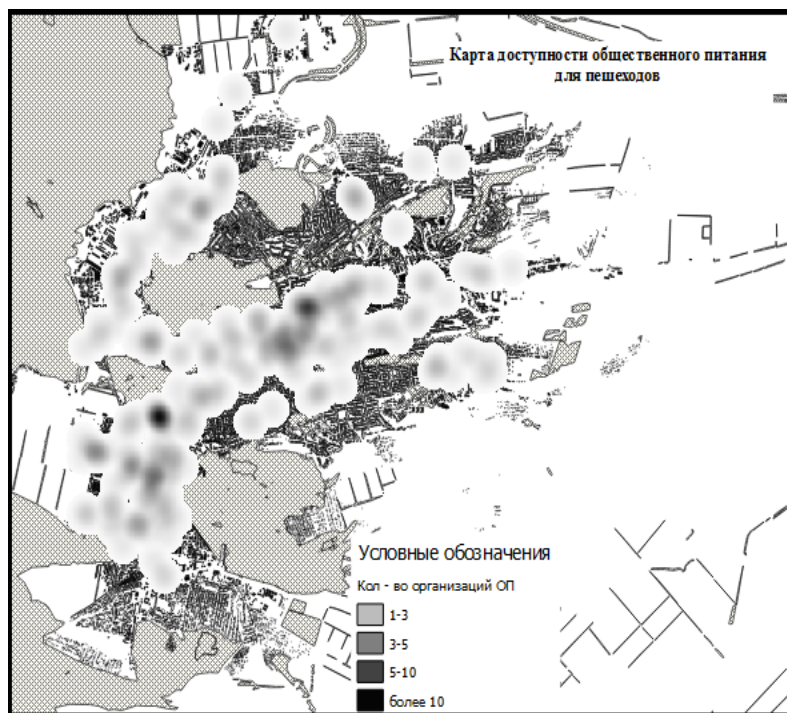 Карта доступности общественного питания
для пешеходов
Условные обозначения
Кол - во организаций ОП
1-3
3-5
5-10
более 10